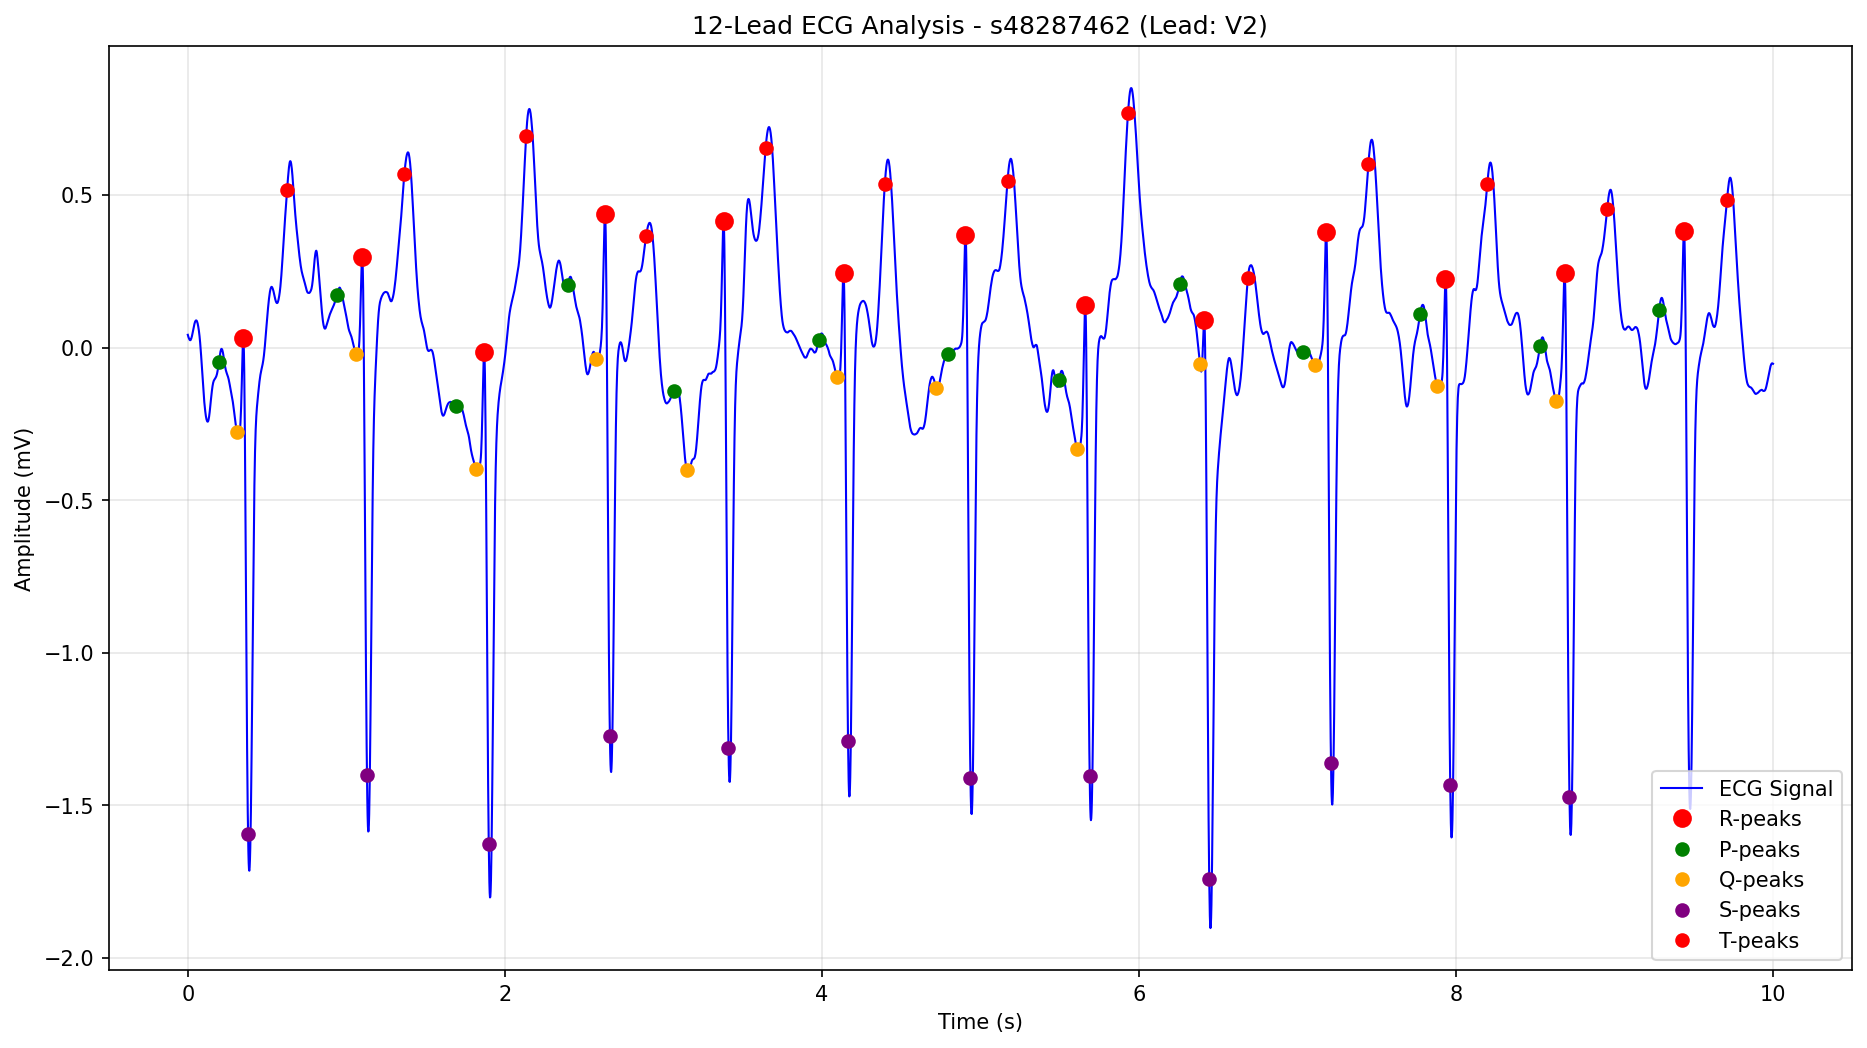 12-Lead ECG Analysis - s48287462 (Lead: V2)
Amplitude (mV)
0.5
0.0
−0.5
−1.0
−1.5
−2.0
0 2 4 6 8 10
Time (s)
ECG Signal
R-peaks
P-peaks
Q-peaks
S-peaks
T-peaks